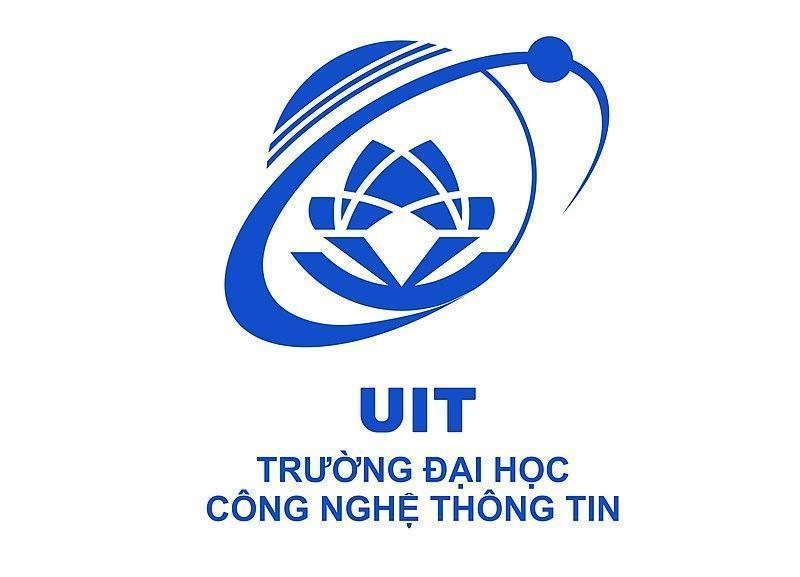 UIT
TRƯỜNG ĐẠI HỌC
CÔNG NGHỆ THÔNG TIN